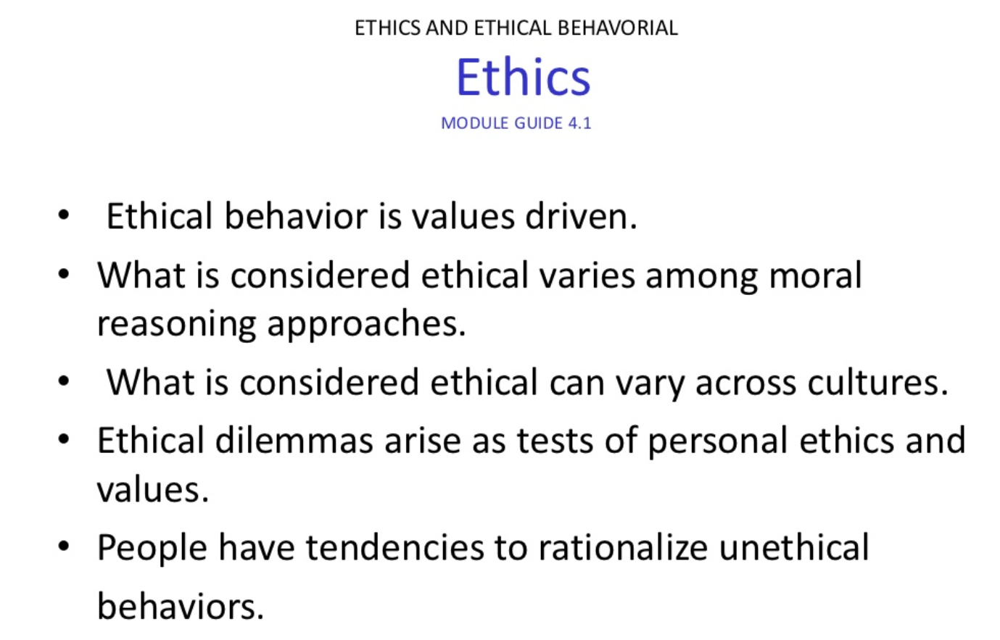 ETHICS AND ETHICAL BEHAVORIAL
Ethics
MODULE GUIDE 4.1
• Ethical behavior is values driven.
• What is considered ethical varies among moral
reasoning approaches.
• What is considered ethical can vary across cultures.
• Ethical dilemmas arise as tests of personal ethics and
values.
• People have tendencies to rationalize unethical
behaviors.